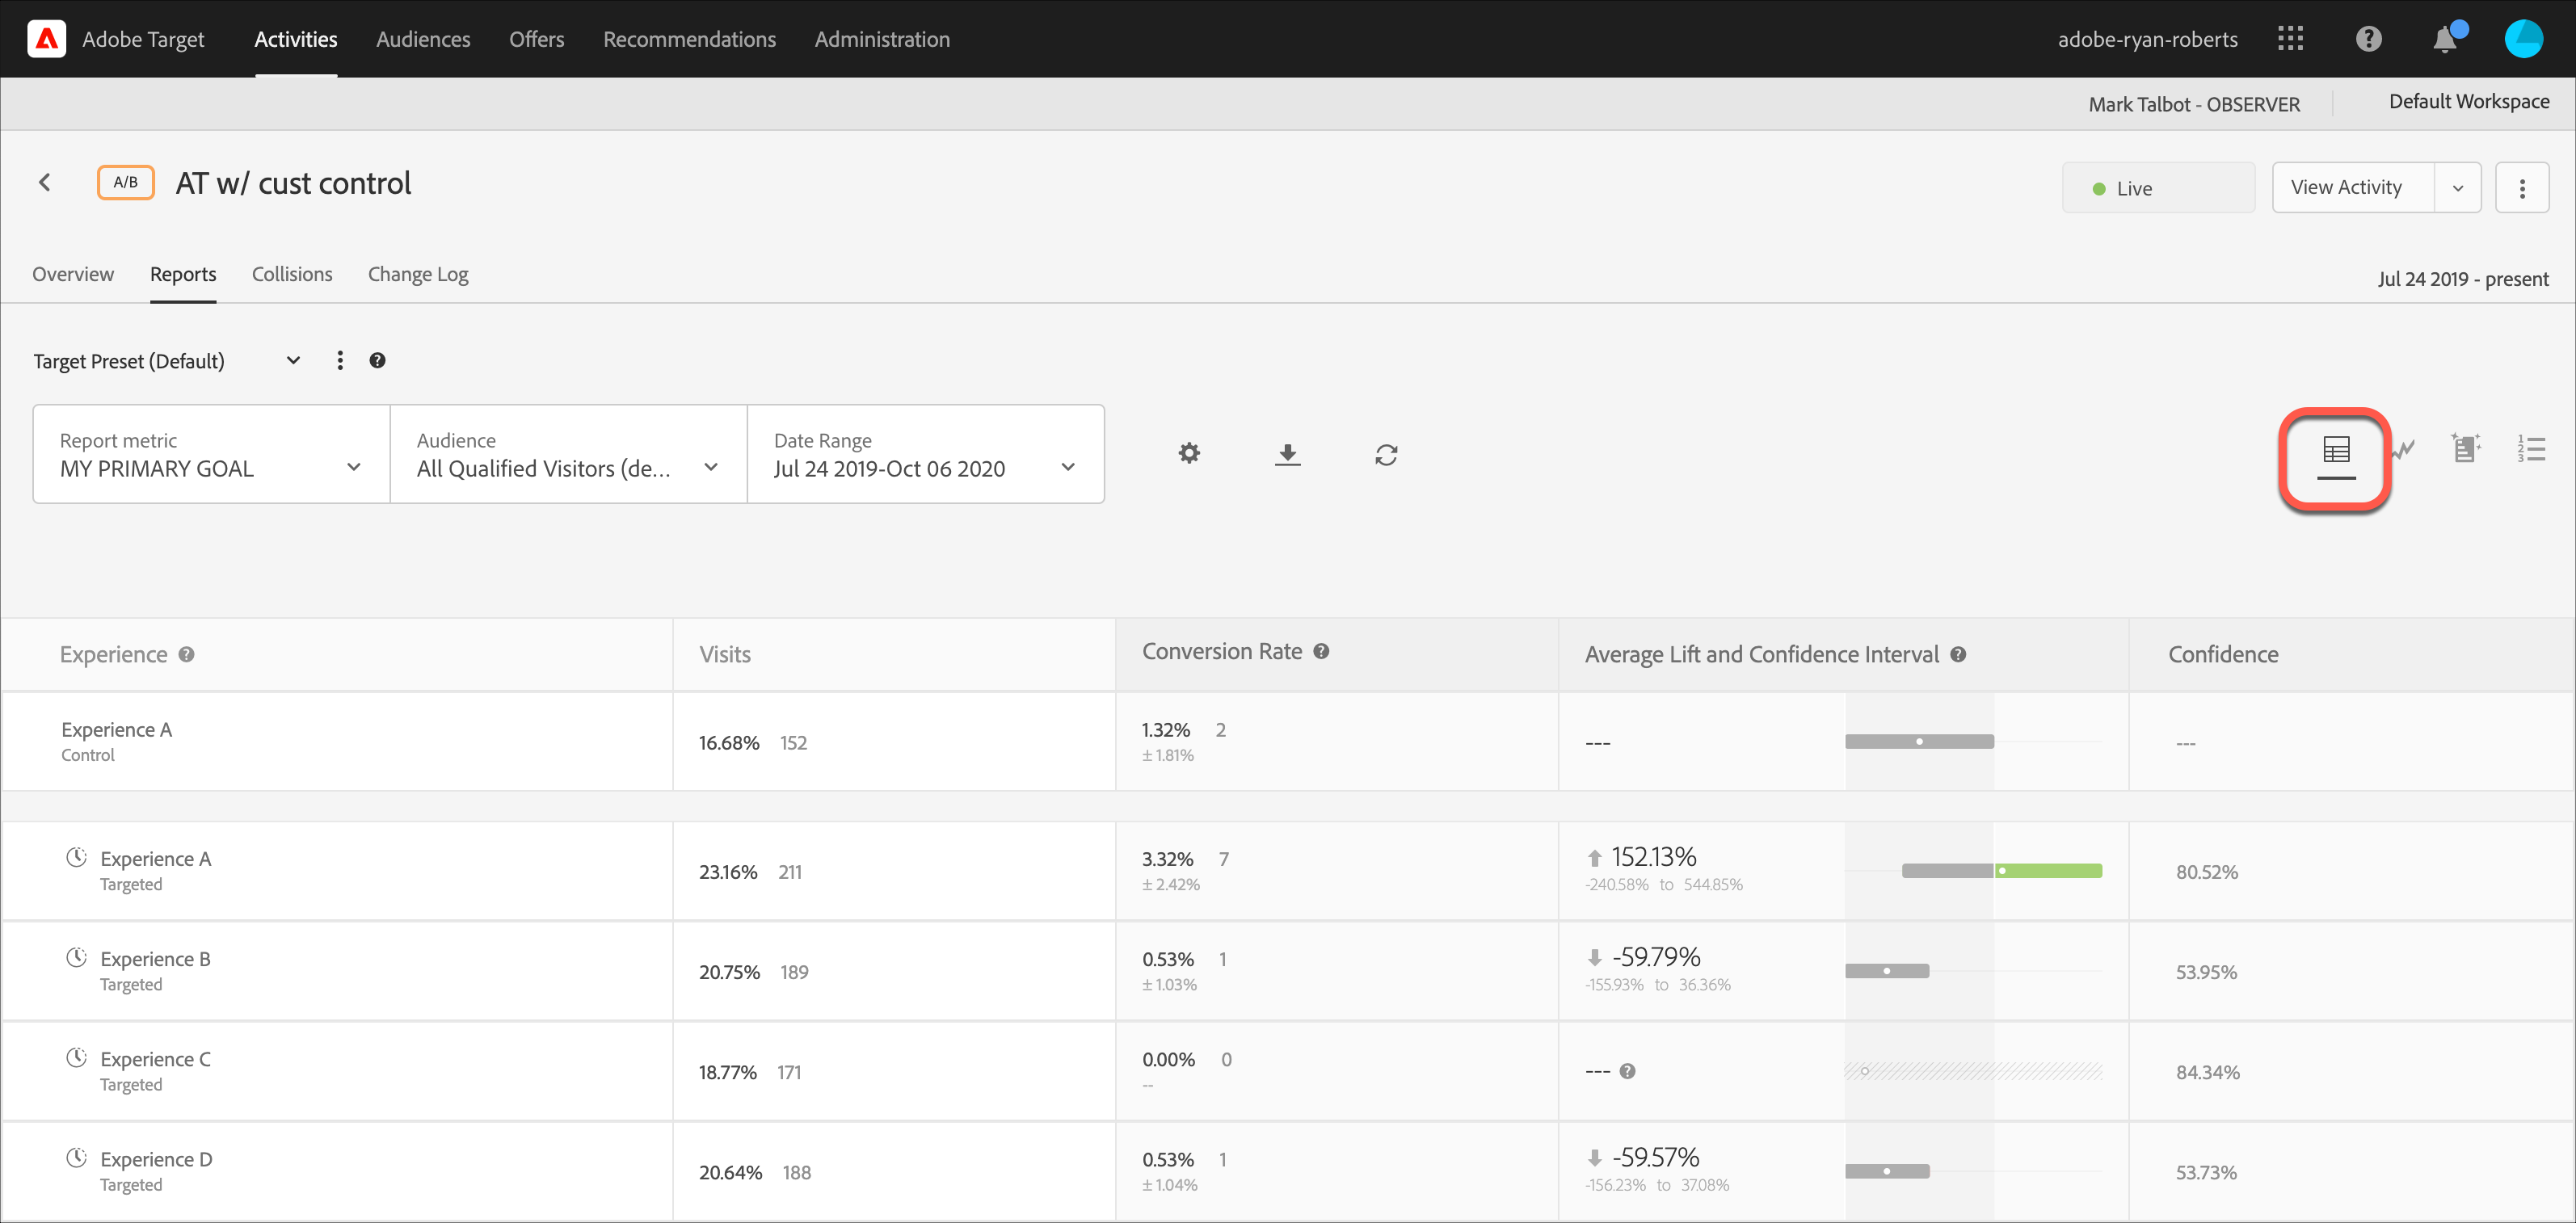 Adobe Target Activities Audiences Offers Recommendations Administration adobe-ryan-roberts
Mark Talbot - OBSERVER Default Workspace
A/B AT w/ cust control Live View Activity
Overview Reports Collisions Change Log Jul 24 2019 - present
Target Preset (Default)
Report metric Audience Date Range
MY PRIMARY GOAL All Qualified Visitors (de... Jul 24 2019-Oct 06 2020
Experience Visits Conversion Rate Average Lift and Confidence Interval Confidence
Experience A
Control
16.68% 152
1.32% 2
± 1.81%
---
---
Experience A
Targeted
23.16% 211
3.32% 7
± 2.42%
152.13%
-240.58% to 544.85%
80.52%
Experience B
Targeted
20.75% 189
0.53% 1
± 1.03%
-59.79%
-155.93% to 36.36%
53.95%
Experience C
Targeted
18.77% 171
0.00% 0
--
---
84.34%
Experience D
Targeted
20.64% 188
0.53% 1
± 1.04%
-59.57%
-156.23% to 37.08%
53.73%